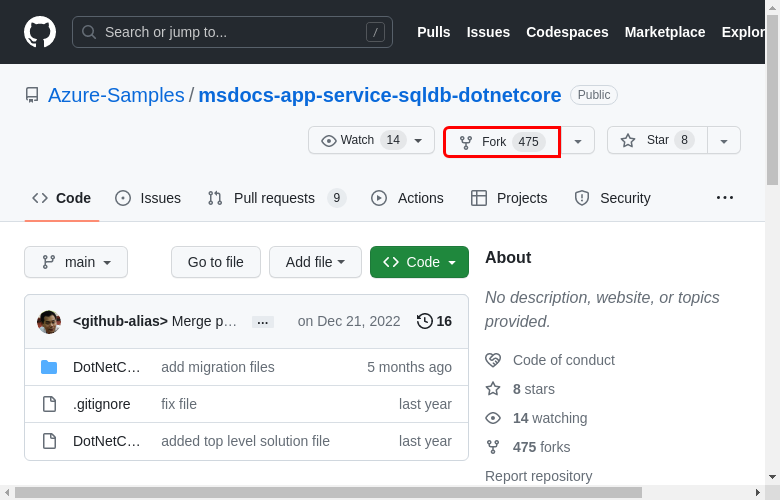 Search or jump to... / Pulls Issues Codespaces Marketplace Explor
Azure-Samples / msdocs-app-service-sqldb-dotnetcore Public
Watch 14 Fork 475 Star 8
Code Issues Pull requests 9 Actions Projects Security ...
main Go to file Add file Code
<github-alias> Merge p… ... on Dec 21, 2022 16
DotNetC… add migration files 5 months ago
.gitignore fix file last year
DotNetC… added top level solution file last year
About
No description, website, or topics
provided.
Code of conduct
8 stars
14 watching
475 forks
Report repository